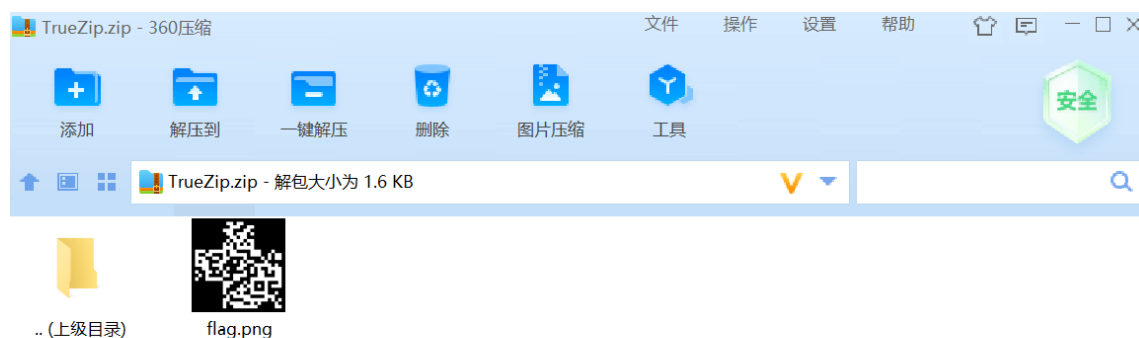 TrueZip.zip - 360压缩 文件 操作 设置 帮助
安全
添加 解压到 一键解压 删除 图片压缩 工具
TrueZip.zip - 解包大小为 1.6 KB
.. (上级目录) flag.png